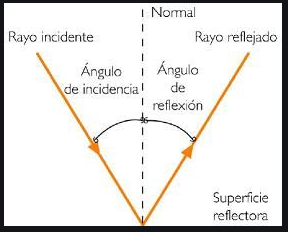 Normal
Rayo incidente
Rayo reflejado
Ángulo
de incidencia
Ángulo
de
reflexión
Superficie
reflectora